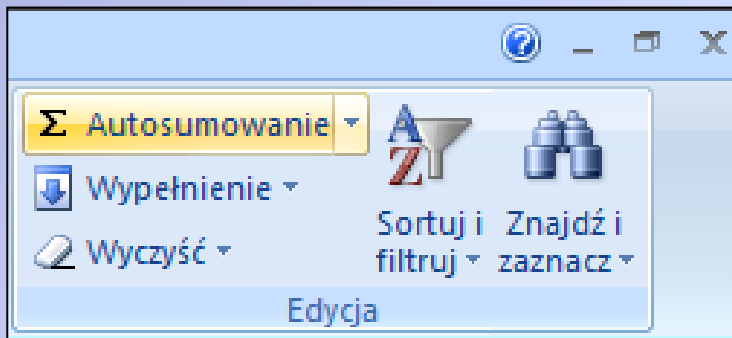 Σ Autosumowanie
Wypełnienie
Wyczyść
A
Z
Sortuj i
filtruj
Znajdź i
zaznacz
Edycja